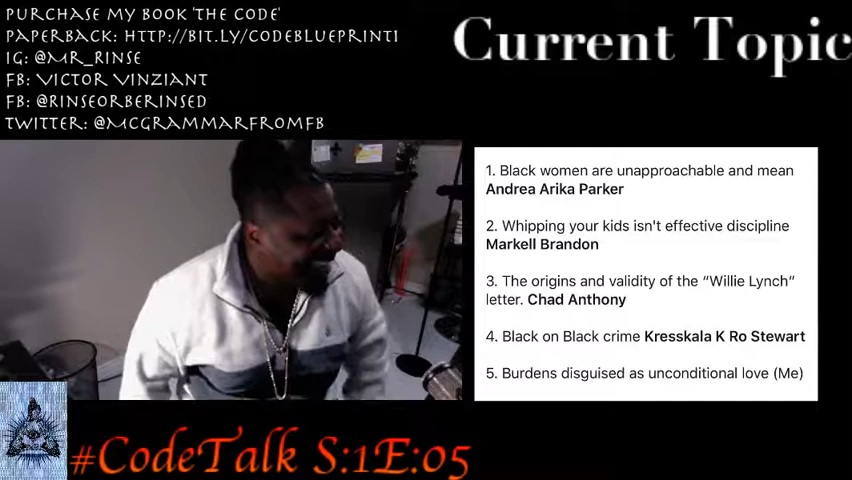 PURCHASE MY BOOK 'THE CODE'
PAPERBACK: HTTP://BIT.LY/CODEBLUEPRINT1
IG: @MR_RINSE
FB: VICTOR VINZIANT
FB: @RINSEORBERINSED
TWITTER: @MCGRAMMARFROMFB
Current Topic
1. Black women are unapproachable and mean
Andrea Arika Parker
2. Whipping your kids isn't effective discipline
Markell Brandon
3. The origins and validity of the “Willie Lynch”
letter. Chad Anthony
4. Black on Black crime Kresskala K Ro Stewart
5. Burdens disguised as unconditional love (Me)
#CodeTalk S:1E:05